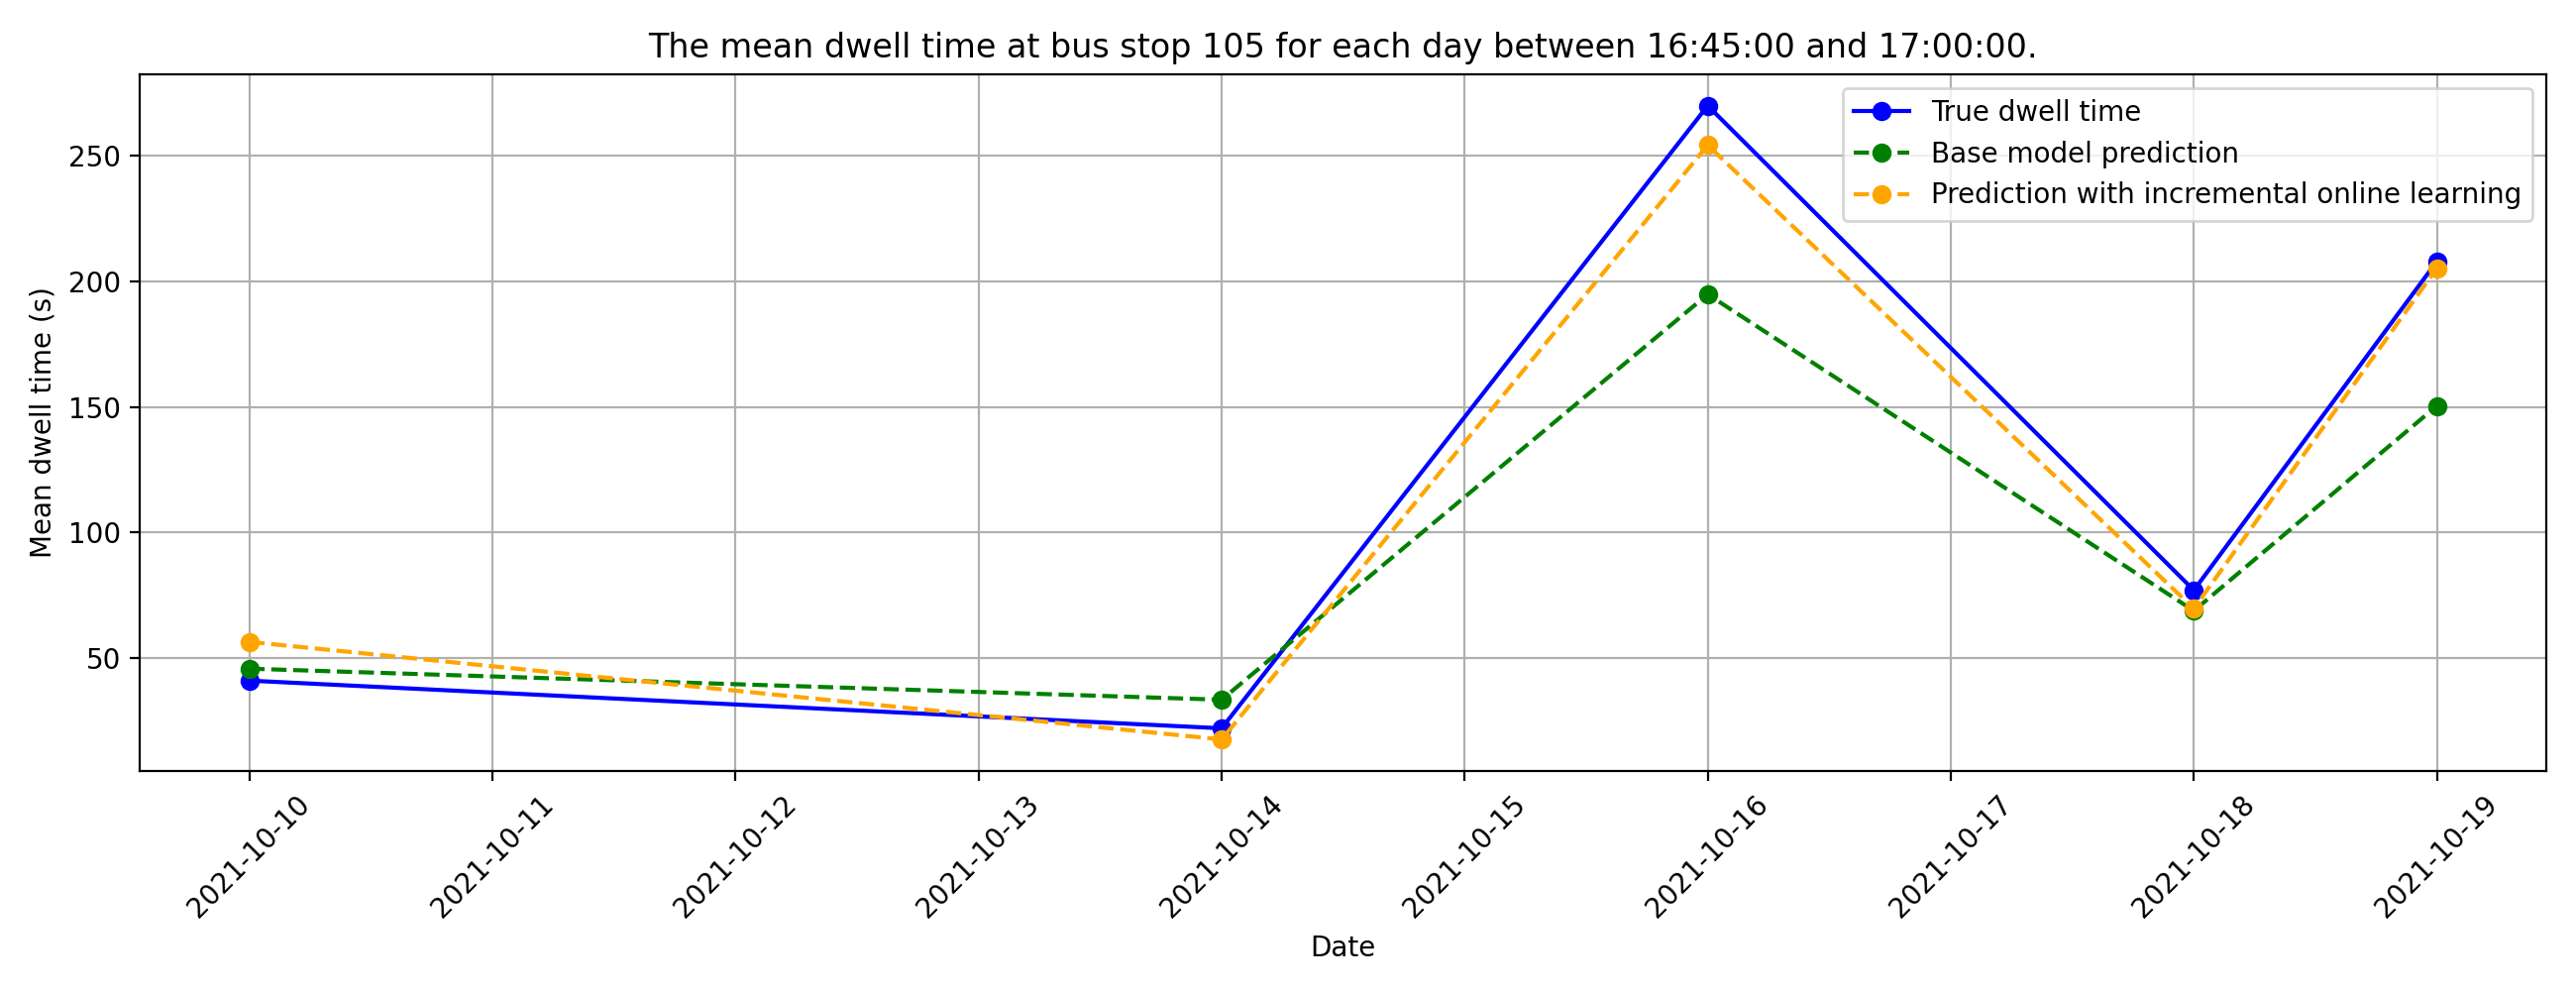 The mean dwell time at bus stop 105 for each day between 16:45:00 and 17:00:00.
True dwell time
Base model prediction
Prediction with incremental online learning
Mean dwell time (s)
250
200
150
100
50
2021-10-10
2021-10-11
2021-10-12
2021-10-13
2021-10-14
2021-10-15
2021-10-16
2021-10-17
2021-10-18
2021-10-19
Date